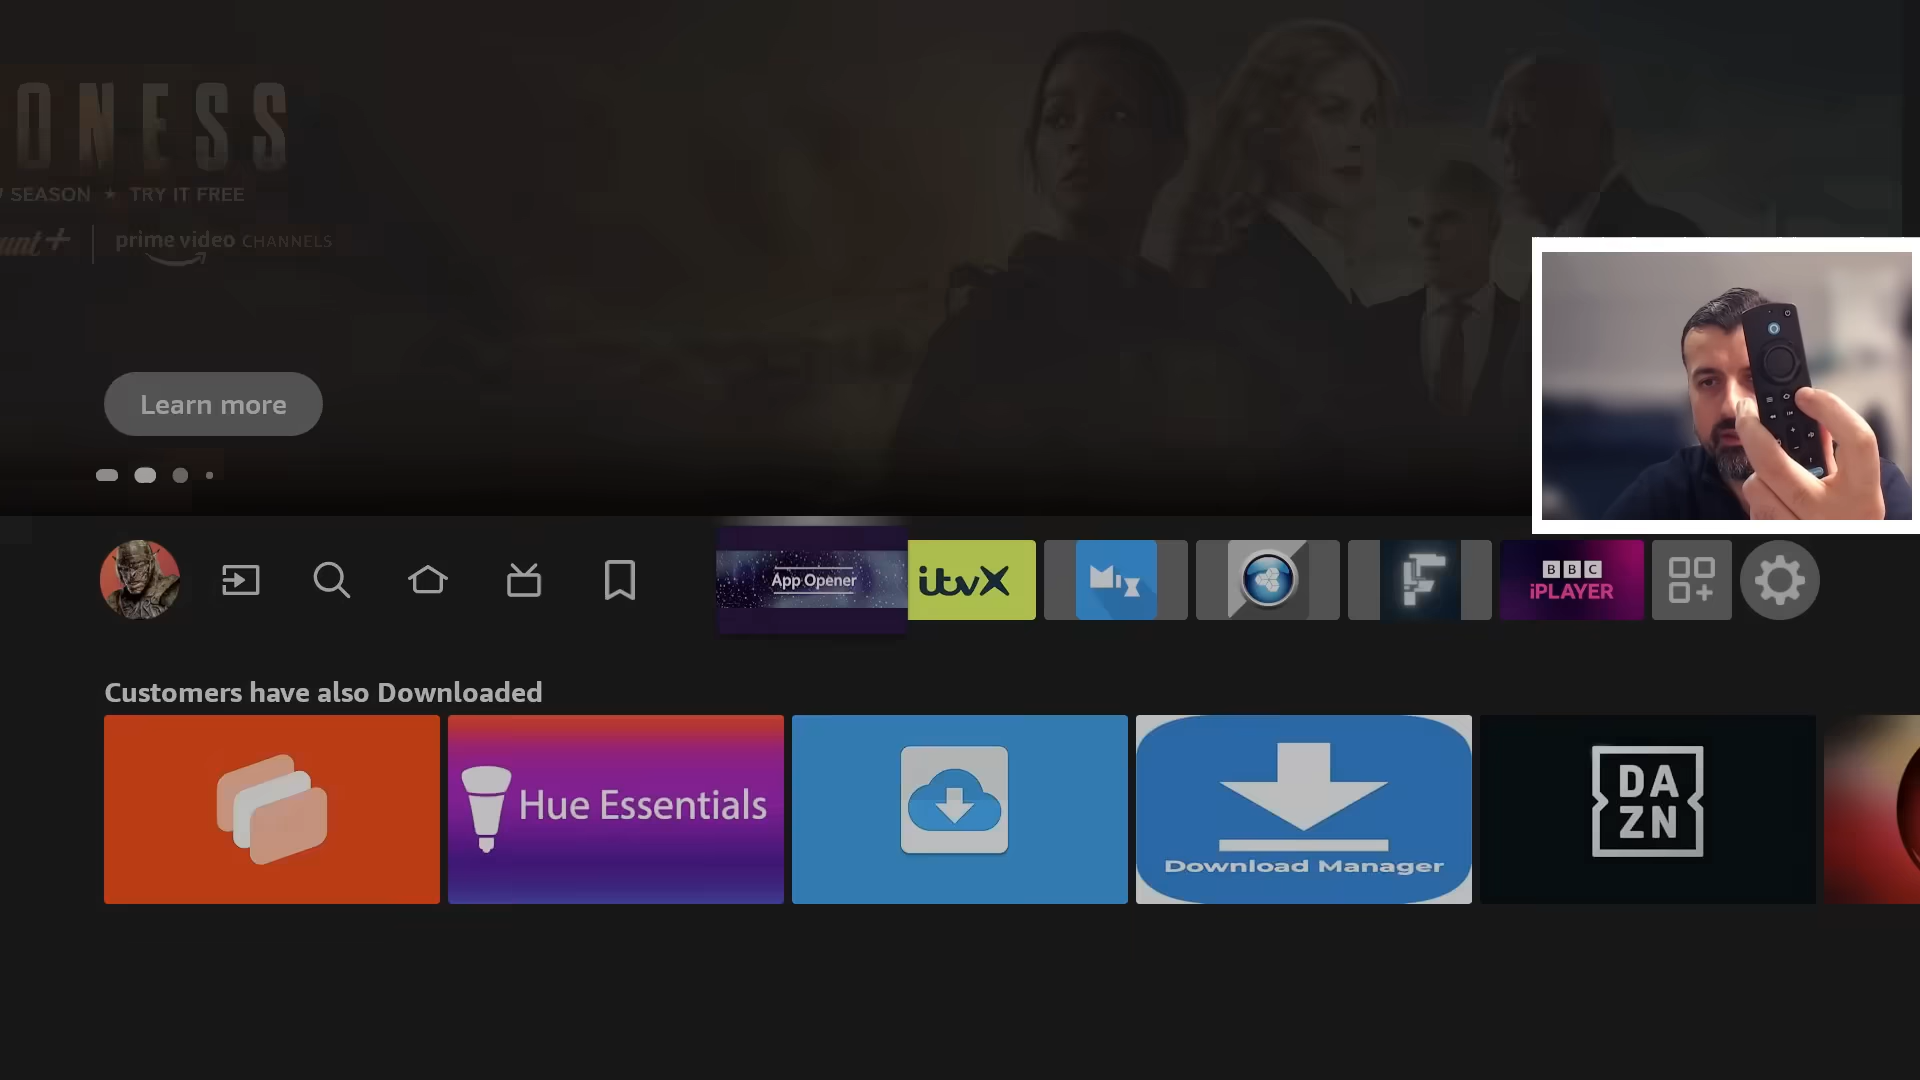 ONESS
SEASON ★ TRY IT FREE
prime video CHANNELS
Learn more
App Opener
itvX
Mix
BBC
iPLAYER
Customers have also Downloaded
Hue Essentials
Download Manager
DA
ZN